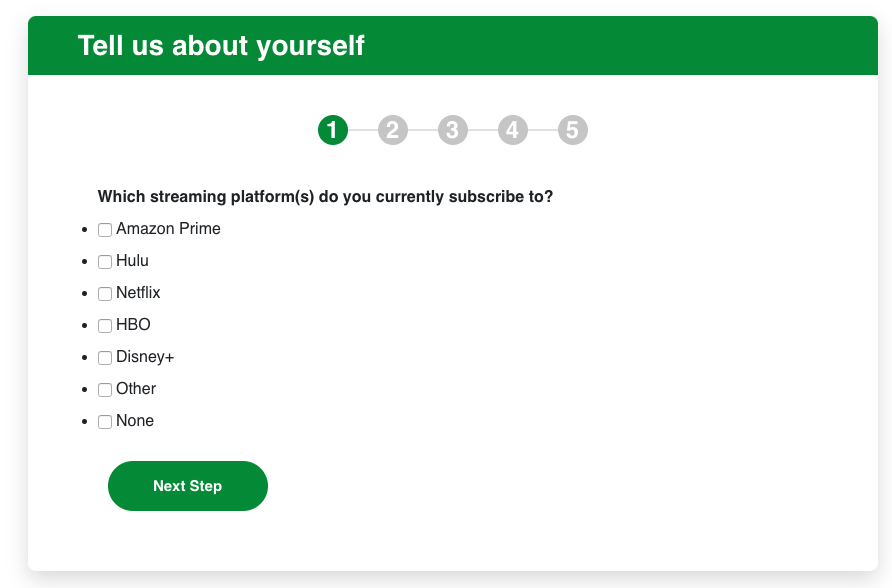 Tell us about yourself
1 2 3 4 5
Which streaming platform(s) do you currently subscribe to?
Amazon Prime
Hulu
Netflix
HBO
Disney+
Other
None
Next Step